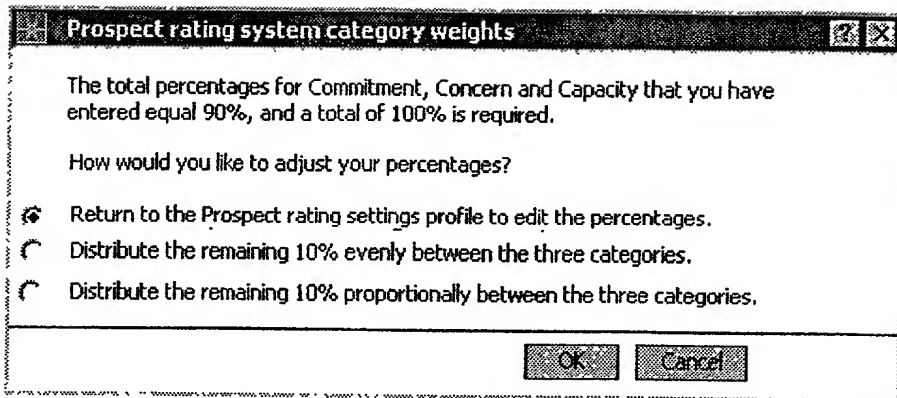 Prospect rating system category weights
The total percentages for Commitment, Concern and Capacity that you have
entered equal 90%, and a total of 100% is required.
How would you like to adjust your percentages?
Return to the Prospect rating settings profile to edit the percentages.
Distribute the remaining 10% evenly between the three categories.
Distribute the remaining 10% proportionally between the three categories.
OK Cancel